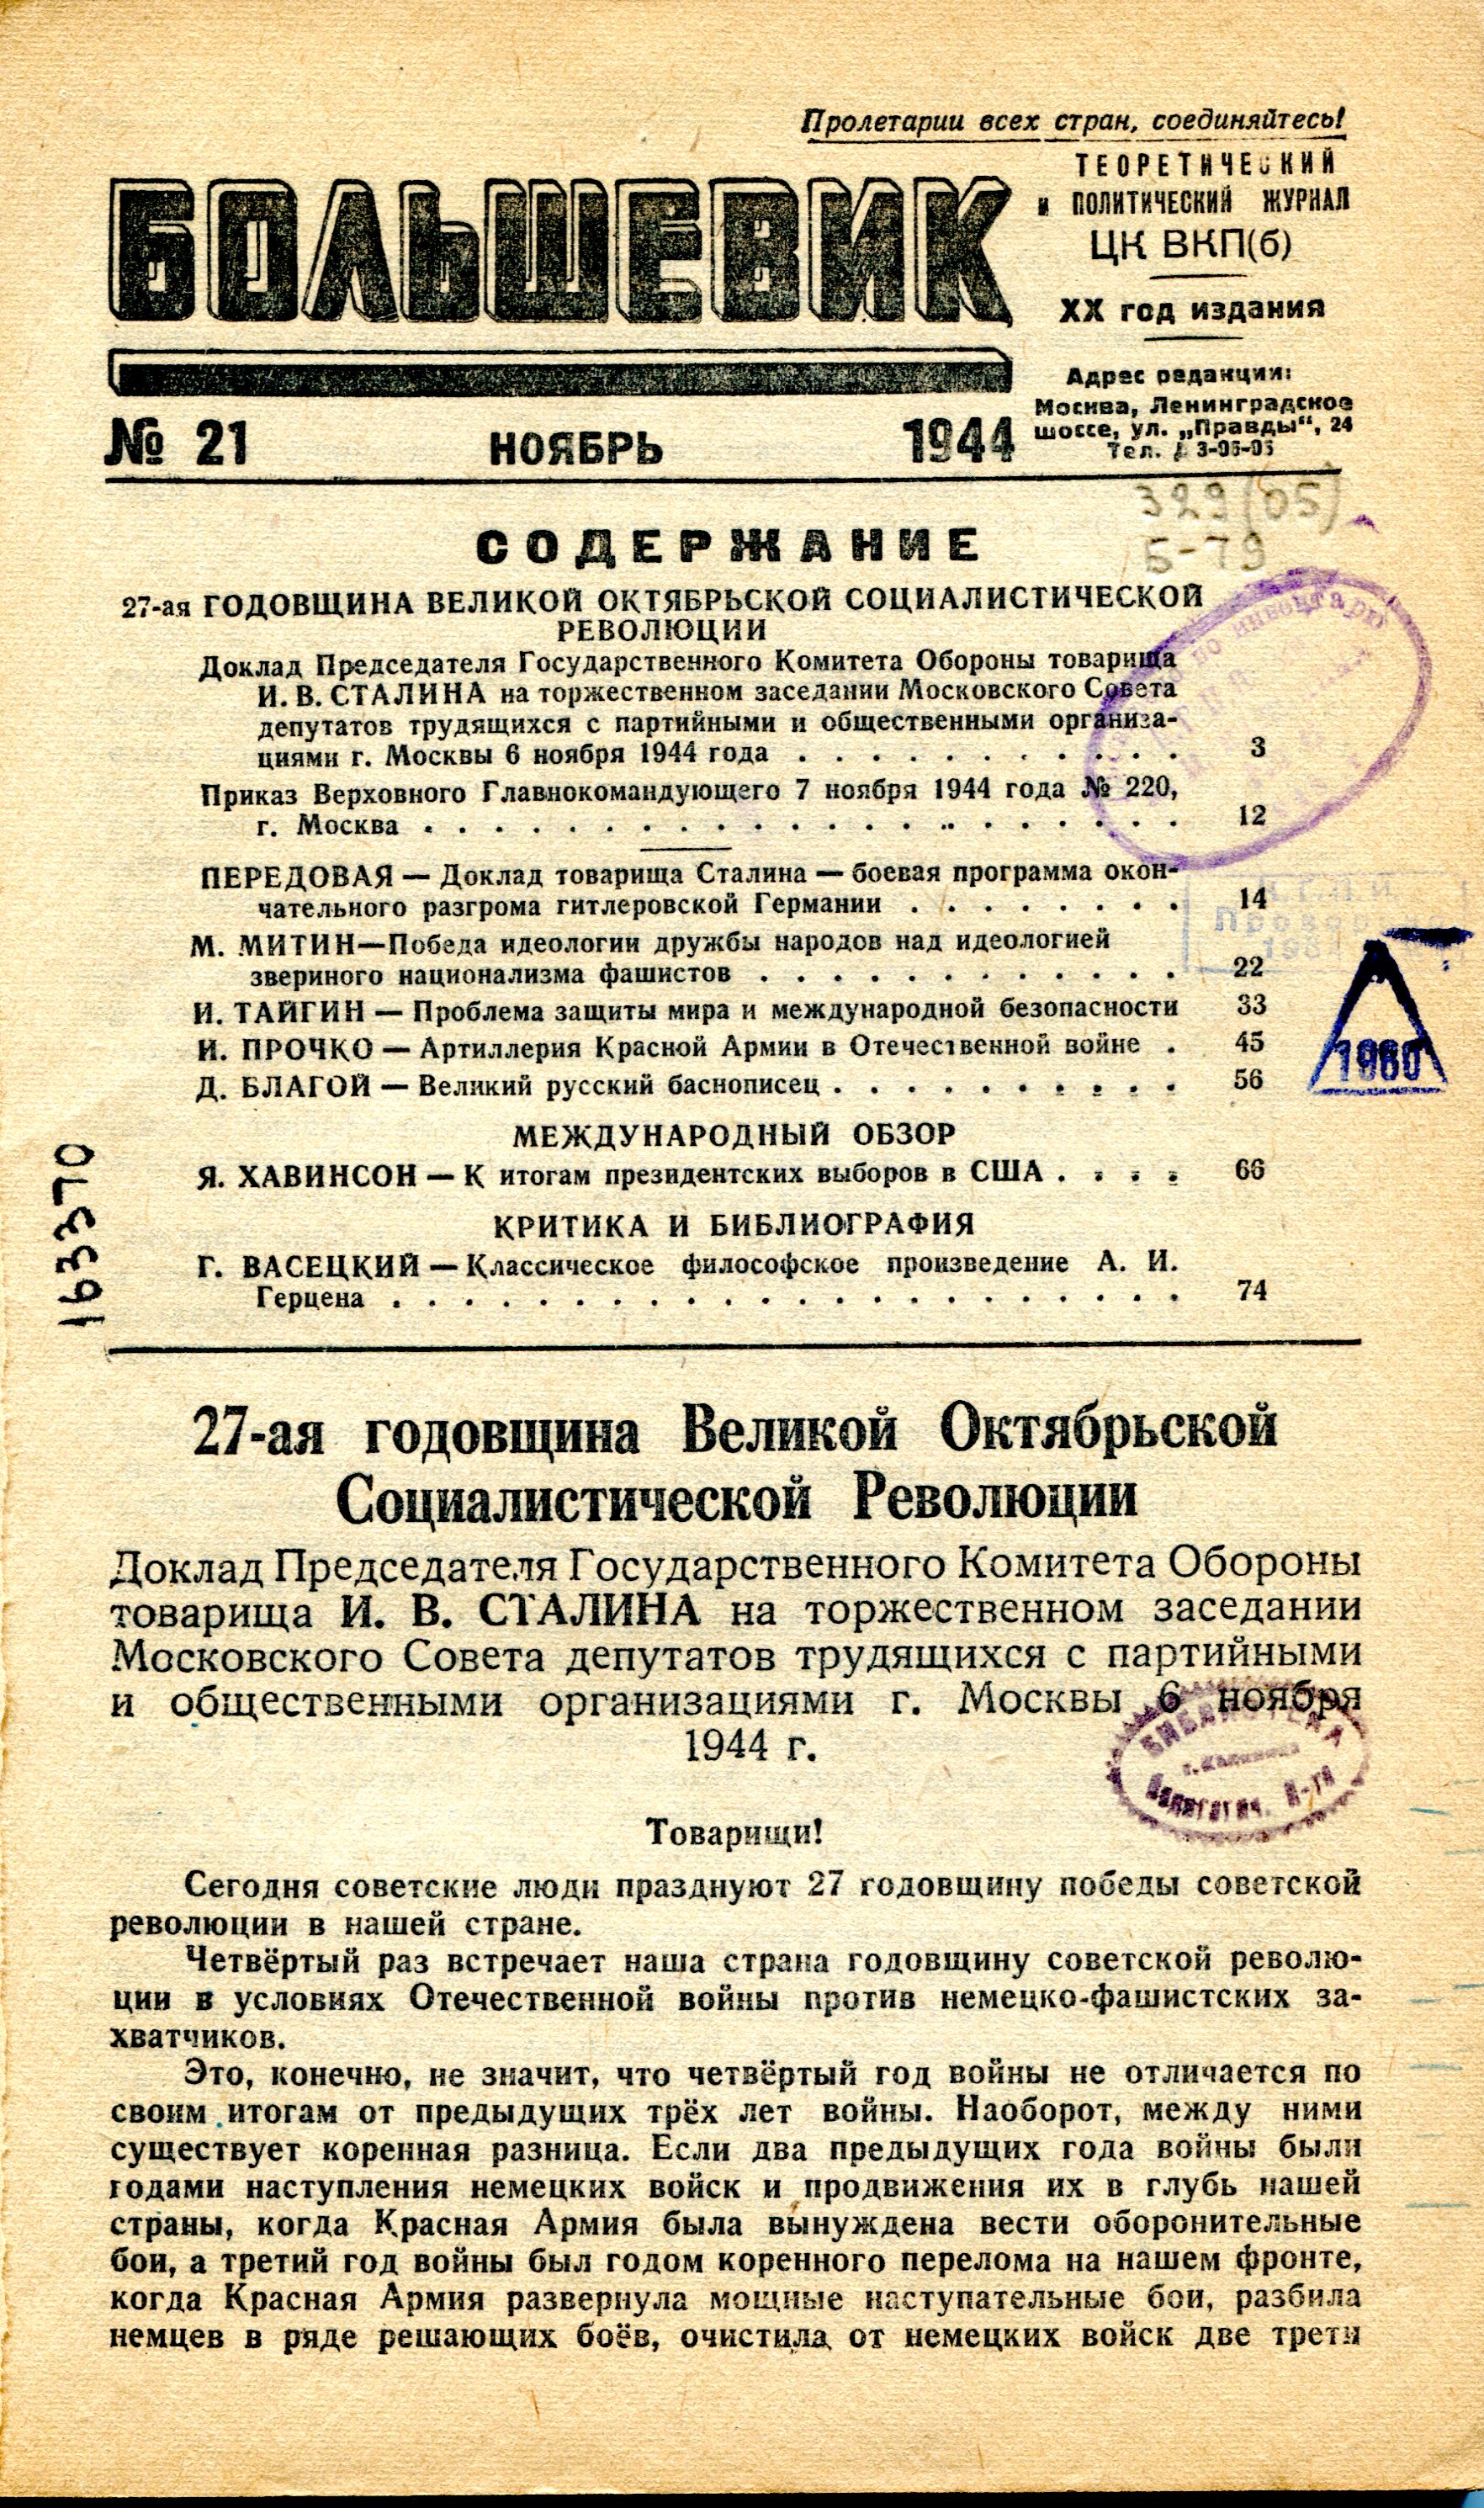 Пролетарии всех стран, соединяйтесь!
БОЛЬШЕВИК
ТЕОРЕТИЧЕСКИЙ
и ПОЛИТИЧЕСКИЙ ЖУРНАЛ
ЦК ВКП(б)
XX год издания
Адрес редакции:
Москва, Ленинградское
шоссе, ул. „Правды“, 24
Тел. Д 3-05-05
№ 21 НОЯБРЬ 1944
329(05)
Б-79
СОДЕРЖАНИЕ
27-ая ГОДОВЩИНА ВЕЛИКОЙ ОКТЯБРЬСКОЙ СОЦИАЛИСТИЧЕСКОЙ
РЕВОЛЮЦИИ
Доклад Председателя Государственного Комитета Обороны товарища
И. В. СТАЛИНА на торжественном заседании Московского Совета
депутатов трудящихся с партийными и общественными организа-
циями г. Москвы 6 ноября 1944 года . . . . . . . . . . . 3
Приказ Верховного Главнокомандующего 7 ноября 1944 года № 220,
г. Москва . . . . . . . . . . . . . . . . . . . . . 12
ПЕРЕДОВАЯ — Доклад товарища Сталина — боевая программа окон-
чательного разгрома гитлеровской Германии . . . . . . . . 14
М. МИТИН—Победа идеологии дружбы народов над идеологией
звериного национализма фашистов . . . . . . . . . . . . 22
И. ТАЙГИН — Проблема защиты мира и международной безопасности 33
И. ПРОЧКО — Артиллерия Красной Армии в Отечественной войне . 45
Д. БЛАГОЙ — Великий русский баснописец . . . . . . . . . . 56
1960
МЕЖДУНАРОДНЫЙ ОБЗОР
Я. ХАВИНСОН — К итогам президентских выборов в США . . . . 66
КРИТИКА И БИБЛИОГРАФИЯ
Г. ВАСЕЦКИЙ — Классическое философское произведение А. И.
Герцена . . . . . . . . . . . . . . . . . . . . . . 74
163370
27-ая годовщина Великой Октябрьской
Социалистической Революции
Доклад Председателя Государственного Комитета Обороны
товарища И. В. СТАЛИНА на торжественном заседании
Московского Совета депутатов трудящихся с партийными
и общественными организациями г. Москвы 6 ноября
1944 г.
БИБЛИОТЕКА
г. Калинина
Товарищи!
Сегодня советские люди празднуют 27 годовщину победы советской
революции в нашей стране.
Четвёртый раз встречает наша страна годовщину советской револю-
ции в условиях Отечественной войны против немецко-фашистских за-
хватчиков.
Это, конечно, не значит, что четвёртый год войны не отличается по
своим итогам от предыдущих трёх лет войны. Наоборот, между ними
существует коренная разница. Если два предыдущих года войны были
годами наступления немецких войск и продвижения их в глубь нашей
страны, когда Красная Армия была вынуждена вести оборонительные
бои, а третий год войны был годом коренного перелома на нашем фронте,
когда Красная Армия развернула мощные наступательные бои, разбила
немцев в ряде решающих боёв, очистила от немецких войск две трети